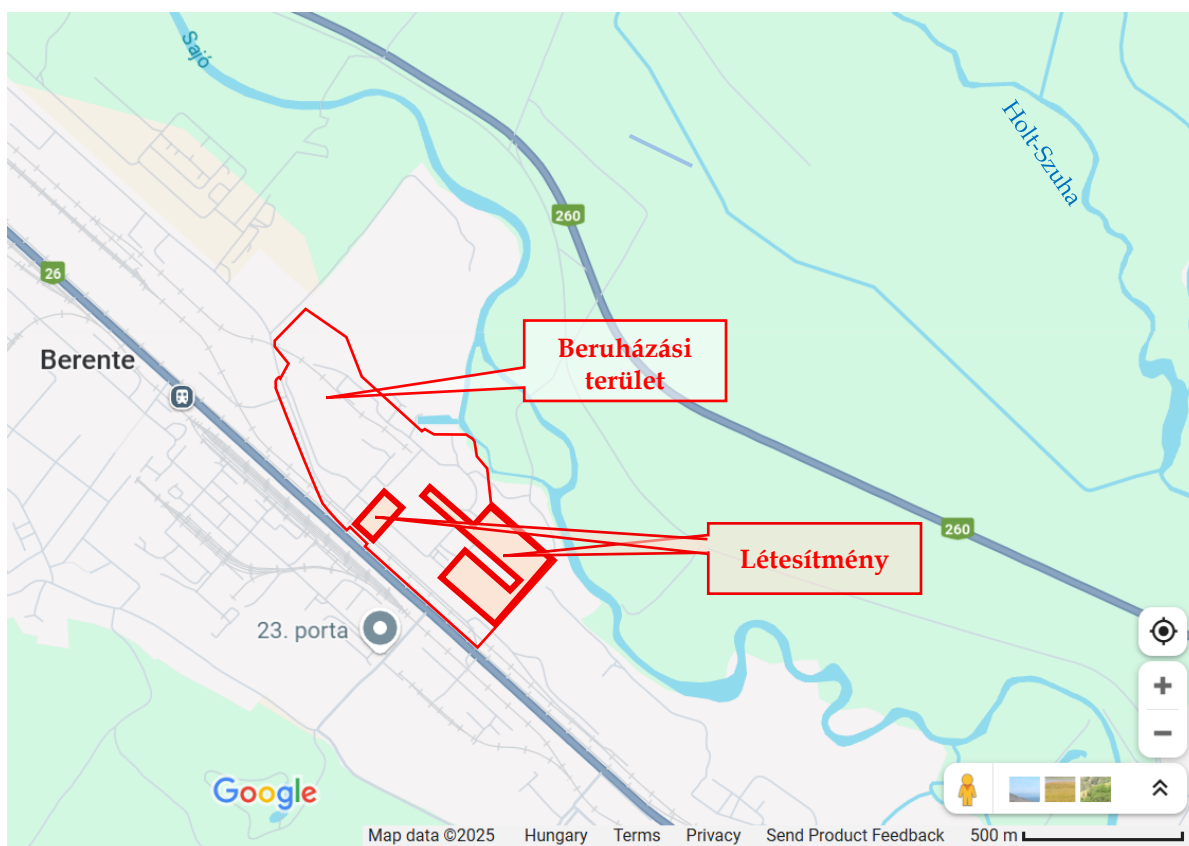 Sajó
Holt-Szuha
260
26
Beruházási
terület
Berente
260
Létesítmény
23. porta
Google
Map data ©2025 Hungary Terms Privacy Send Product Feedback 500 m